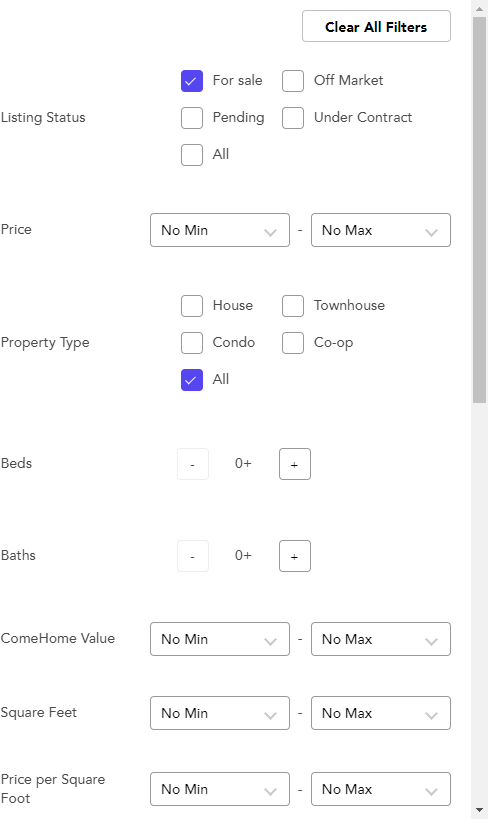 Clear All Filters
For sale Off Market
Listing Status Pending Under Contract
All
Price No Min - No Max
House Townhouse
Property Type Condo Co-op
All
Beds - 0+ +
Baths - 0+ +
ComeHome Value No Min - No Max
Square Feet No Min - No Max
Price per Square
Foot No Min - No Max